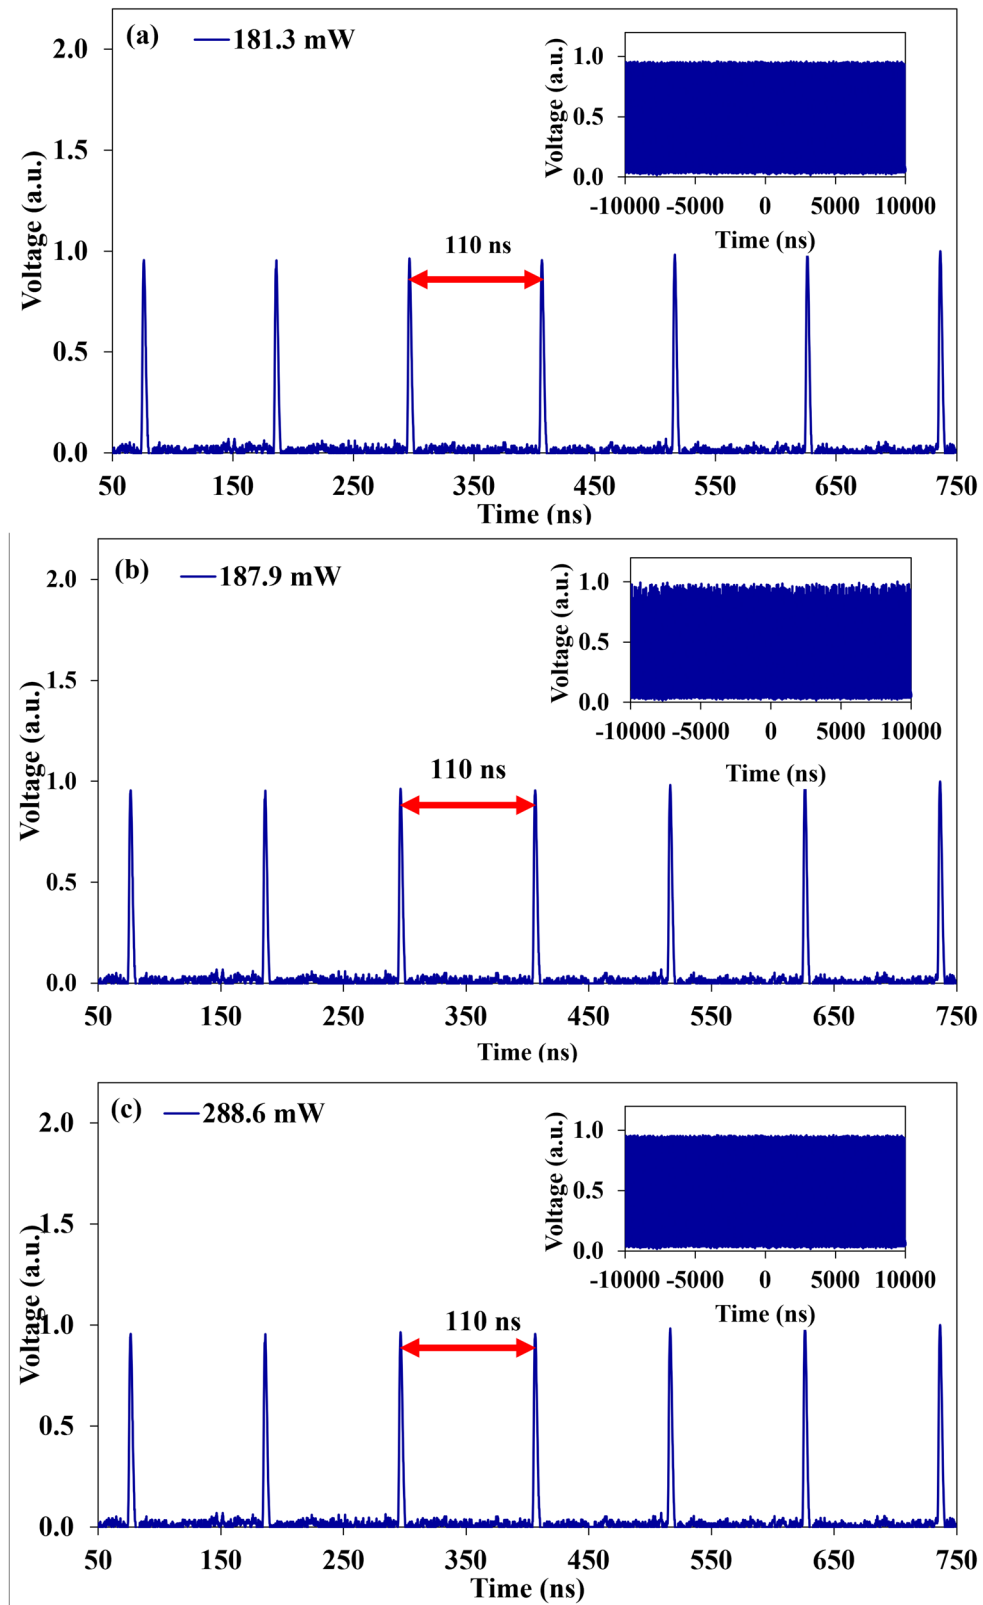 (a) 181.3 mW
2.0
1.5
1.0
0.5
0.0
Voltage (a.u.)
110 ns
50 150 250 350 450 550 650 750
Time (ns)
1.0
0.5
0.0
Voltage (a.u.)
-10000 -5000 0 5000 10000
Time (ns)
(b) 187.9 mW
2.0
1.5
1.0
0.5
0.0
Voltage (a.u.)
110 ns
50 150 250 350 450 550 650 750
Time (ns)
1.0
0.5
0.0
Voltage (a.u.)
-10000 -5000 0 5000 10000
Time (ns)
(c) 288.6 mW
2.0
1.5
1.0
0.5
0.0
Voltage (a.u.)
110 ns
50 150 250 350 450 550 650 750
Time (ns)
1.0
0.5
0.0
Voltage (a.u.)
-10000 -5000 0 5000 10000
Time (ns)